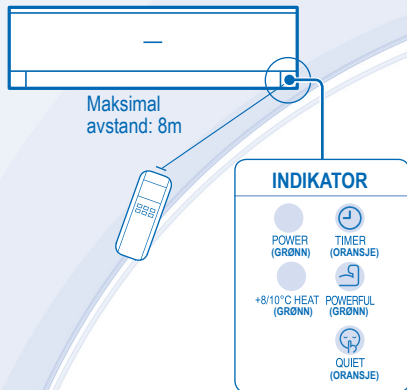 Maksimal
avstand: 8m
INDIKATOR
POWER
(GRØNN)
TIMER
(ORANSJE)
+8/10°C HEAT
(GRØNN)
POWERFUL
(GRØNN)
QUIET
(ORANSJE)